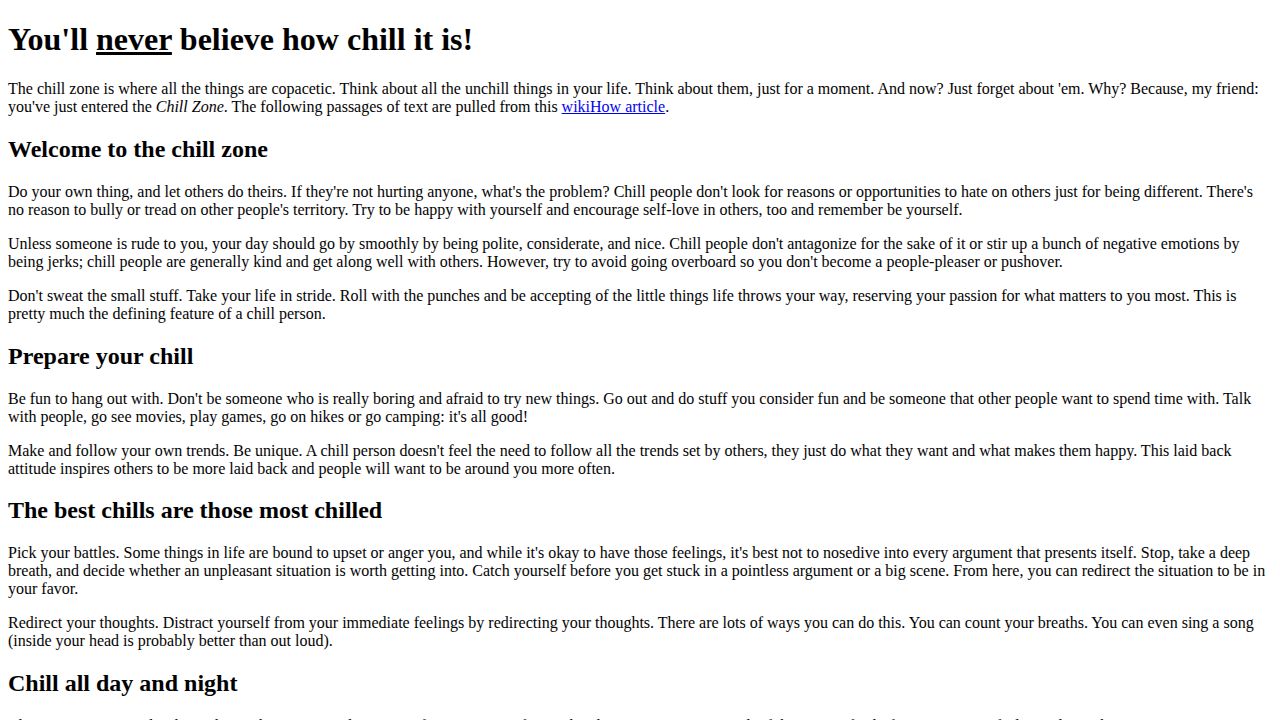 You'll never believe how chill it is!
The chill zone is where all the things are copacetic. Think about all the unchill things in your life. Think about them, just for a moment. And now? Just forget about 'em. Why? Because, my friend:
you've just entered the Chill Zone. The following passages of text are pulled from this wikiHow article.
Welcome to the chill zone
Do your own thing, and let others do theirs. If they're not hurting anyone, what's the problem? Chill people don't look for reasons or opportunities to hate on others just for being different. There's
no reason to bully or tread on other people's territory. Try to be happy with yourself and encourage self-love in others, too and remember be yourself.
Unless someone is rude to you, your day should go by smoothly by being polite, considerate, and nice. Chill people don't antagonize for the sake of it or stir up a bunch of negative emotions by
being jerks; chill people are generally kind and get along well with others. However, try to avoid going overboard so you don't become a people-pleaser or pushover.
Don't sweat the small stuff. Take your life in stride. Roll with the punches and be accepting of the little things life throws your way, reserving your passion for what matters to you most. This is
pretty much the defining feature of a chill person.
Prepare your chill
Be fun to hang out with. Don't be someone who is really boring and afraid to try new things. Go out and do stuff you consider fun and be someone that other people want to spend time with. Talk
with people, go see movies, play games, go on hikes or go camping: it's all good!
Make and follow your own trends. Be unique. A chill person doesn't feel the need to follow all the trends set by others, they just do what they want and what makes them happy. This laid back
attitude inspires others to be more laid back and people will want to be around you more often.
The best chills are those most chilled
Pick your battles. Some things in life are bound to upset or anger you, and while it's okay to have those feelings, it's best not to nosedive into every argument that presents itself. Stop, take a deep
breath, and decide whether an unpleasant situation is worth getting into. Catch yourself before you get stuck in a pointless argument or a big scene. From here, you can redirect the situation to be in
your favor.
Redirect your thoughts. Distract yourself from your immediate feelings by redirecting your thoughts. There are lots of ways you can do this. You can count your breaths. You can even sing a song
(inside your head is probably better than out loud).
Chill all day and night